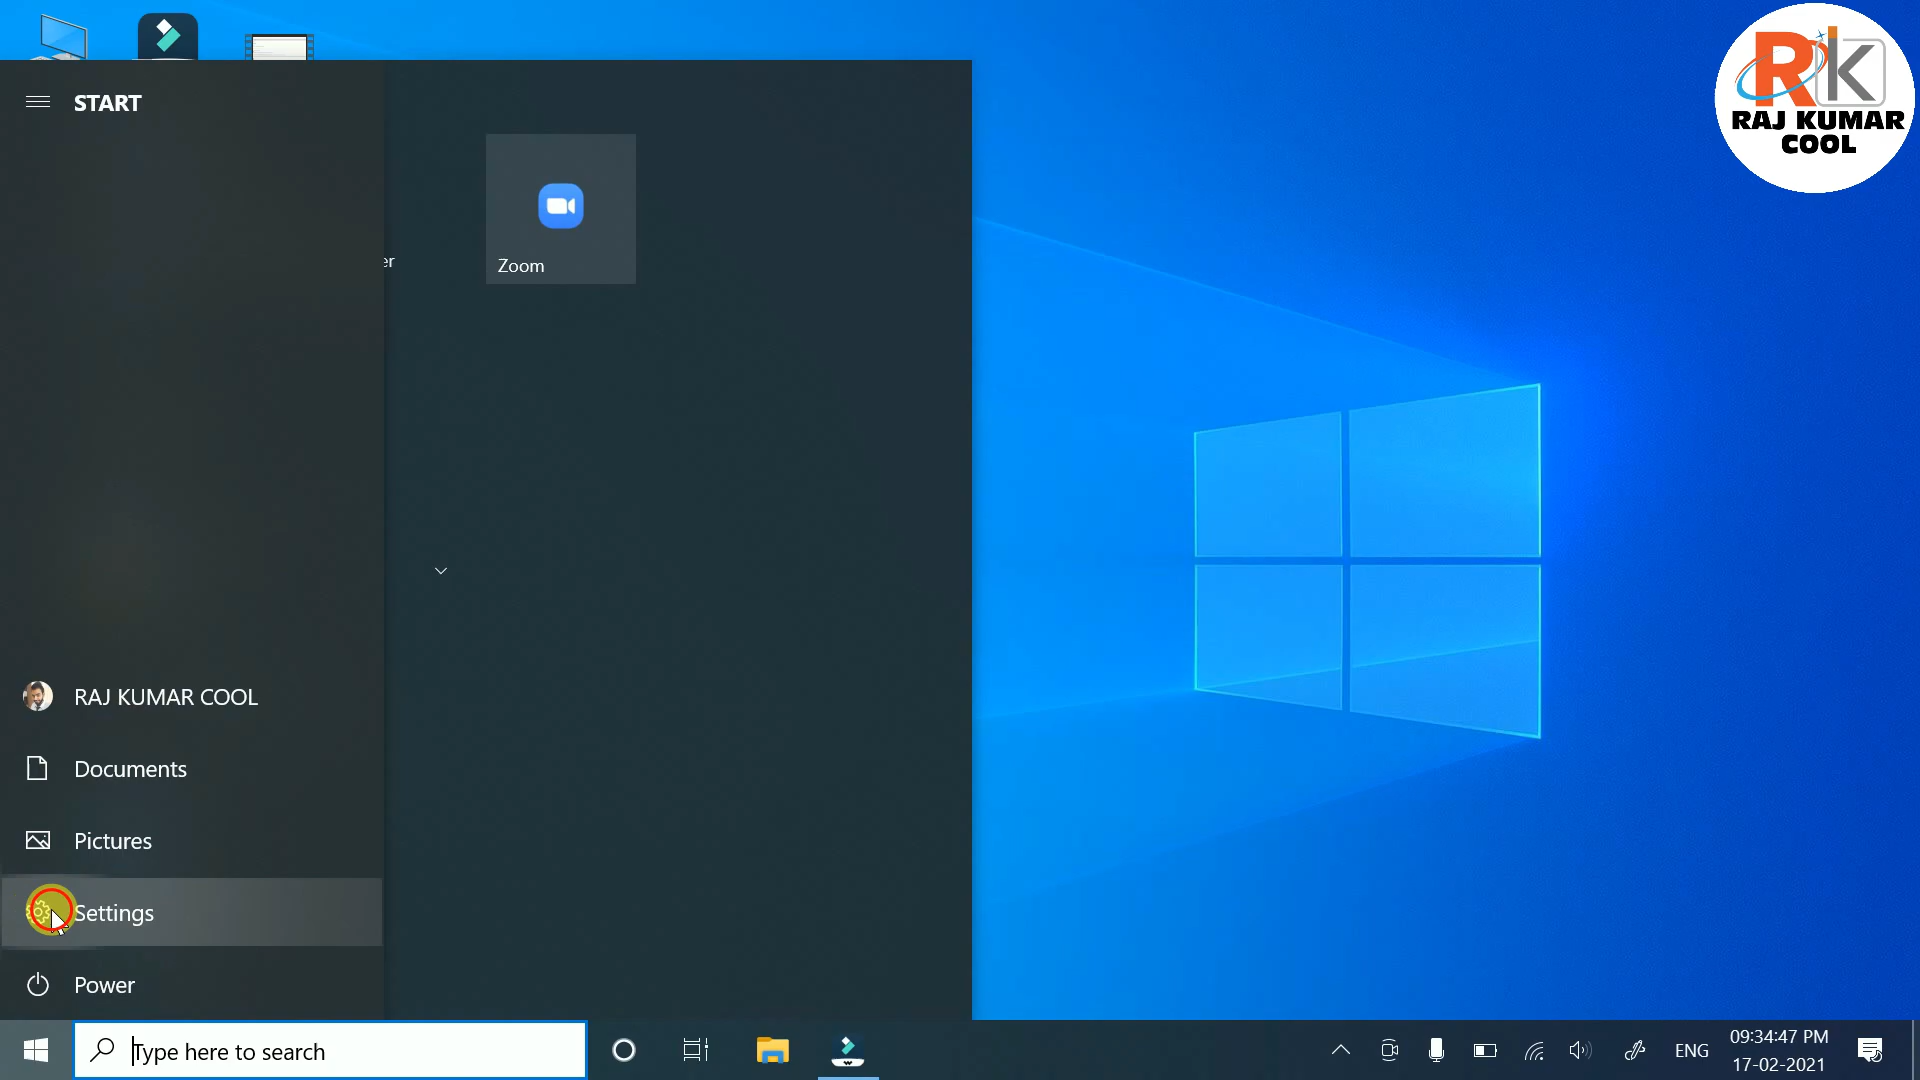 RK
RAJ KUMAR
COOL
START
er
Zoom
RAJ KUMAR COOL
Documents
Pictures
Settings
Power
Type here to search
ENG
09:34:47 PM
17-02-2021